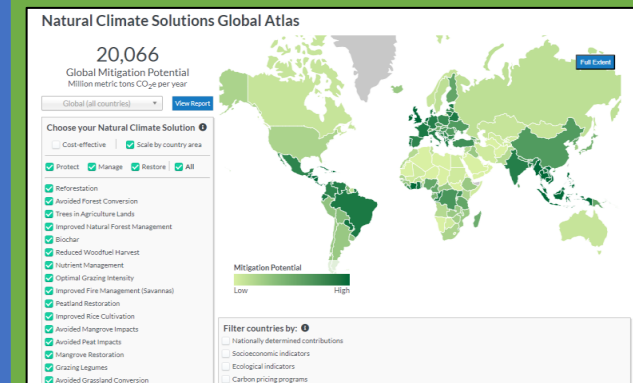 Natural Climate Solutions Global Atlas
20,066
Global Mitigation Potential
Million metric tons CO₂e per year
Global (all countries)
View Report
Choose your Natural Climate Solution
Cost-effective
Scale by country area
Protect
Manage
Restore
All
Reforestation
Avoided Forest Conversion
Trees in Agriculture Lands
Improved Natural Forest Management
Biochar
Reduced Woodfuel Harvest
Nutrient Management
Optimal Grazing Intensity
Improved Fire Management (Savannas)
Peatland Restoration
Improved Rice Cultivation
Avoided Mangrove Impacts
Avoided Peat Impacts
Mangrove Restoration
Grazing Legumes
Avoided Grassland Conversion
Full Extent
Mitigation Potential
Low
High
Filter countries by:
Nationally determined contributions
Socioeconomic indicators
Ecological indicators
Carbon pricing programs